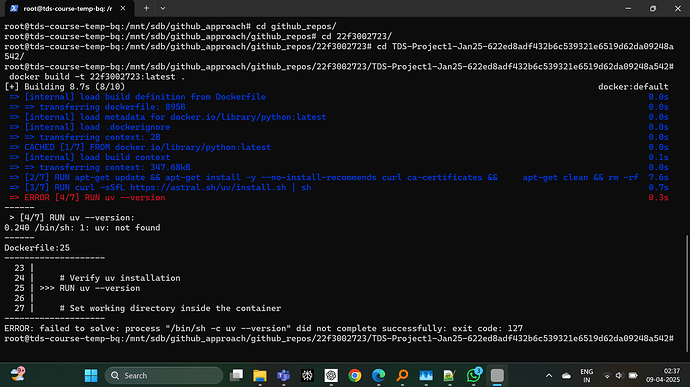 root@tds-course-temp-bq: /r
root@tds-course-temp-bq:/mnt/sdb/github_approach# cd github_repos/
root@tds-course-temp-bq:/mnt/sdb/github_approach/github_repos# cd 22f3002723/
root@tds-course-temp-bq:/mnt/sdb/github_approach/github_repos/22f3002723# cd TDS-Project1-Jan25-622ed8adf432b6c539321e6519d62da09248a
542/
root@tds-course-temp-bq:/mnt/sdb/github_approach/github_repos/22f3002723/TDS-Project1-Jan25-622ed8adf432b6c539321e6519d62da09248a542#
docker build -t 22f3002723:latest .
[+] Building 8.7s (8/10) docker:default
=> [internal] load build definition from Dockerfile 0.0s
=> => transferring dockerfile: 895B 0.0s
=> [internal] load metadata for docker.io/library/python:latest 0.0s
=> [internal] load .dockerignore 0.0s
=> => transferring context: 2B 0.0s
=> CACHED [1/7] FROM docker.io/library/python:latest 0.0s
=> [internal] load build context 0.1s
=> => transferring context: 347.68kB 0.0s
=> [2/7] RUN apt-get update && apt-get install -y --no-install-recommends curl ca-certificates && apt-get clean && rm -rf 7.6s
=> [3/7] RUN curl -sSfL https://astral.sh/uv/install.sh | sh 0.7s
=> ERROR [4/7] RUN uv --version 0.3s
------
> [4/7] RUN uv --version:
0.240 /bin/sh: 1: uv: not found
------
Dockerfile:25
--------------------
23 |
24 | # Verify uv installation
25 | >>> RUN uv --version
26 |
27 | # Set working directory inside the container
--------------------
ERROR: failed to solve: process "/bin/sh -c uv --version" did not complete successfully: exit code: 127
root@tds-course-temp-bq:/mnt/sdb/github_approach/github_repos/22f3002723/TDS-Project1-Jan25-622ed8adf432b6c539321e6519d62da09248a542#
Search
3
ENG
IN
02:37
09-04-2025